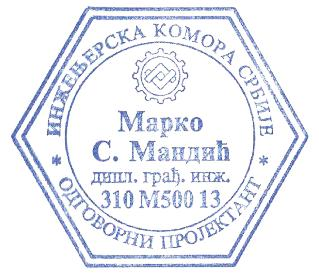 ИНЖЕЊЕРСКА КОМОРА СРБИЈЕ
Марко
С. Мандић
дипл. грађ. инж.
310 М500 13
* ОДГОВОРНИ ПРОЈЕКТАНТ *